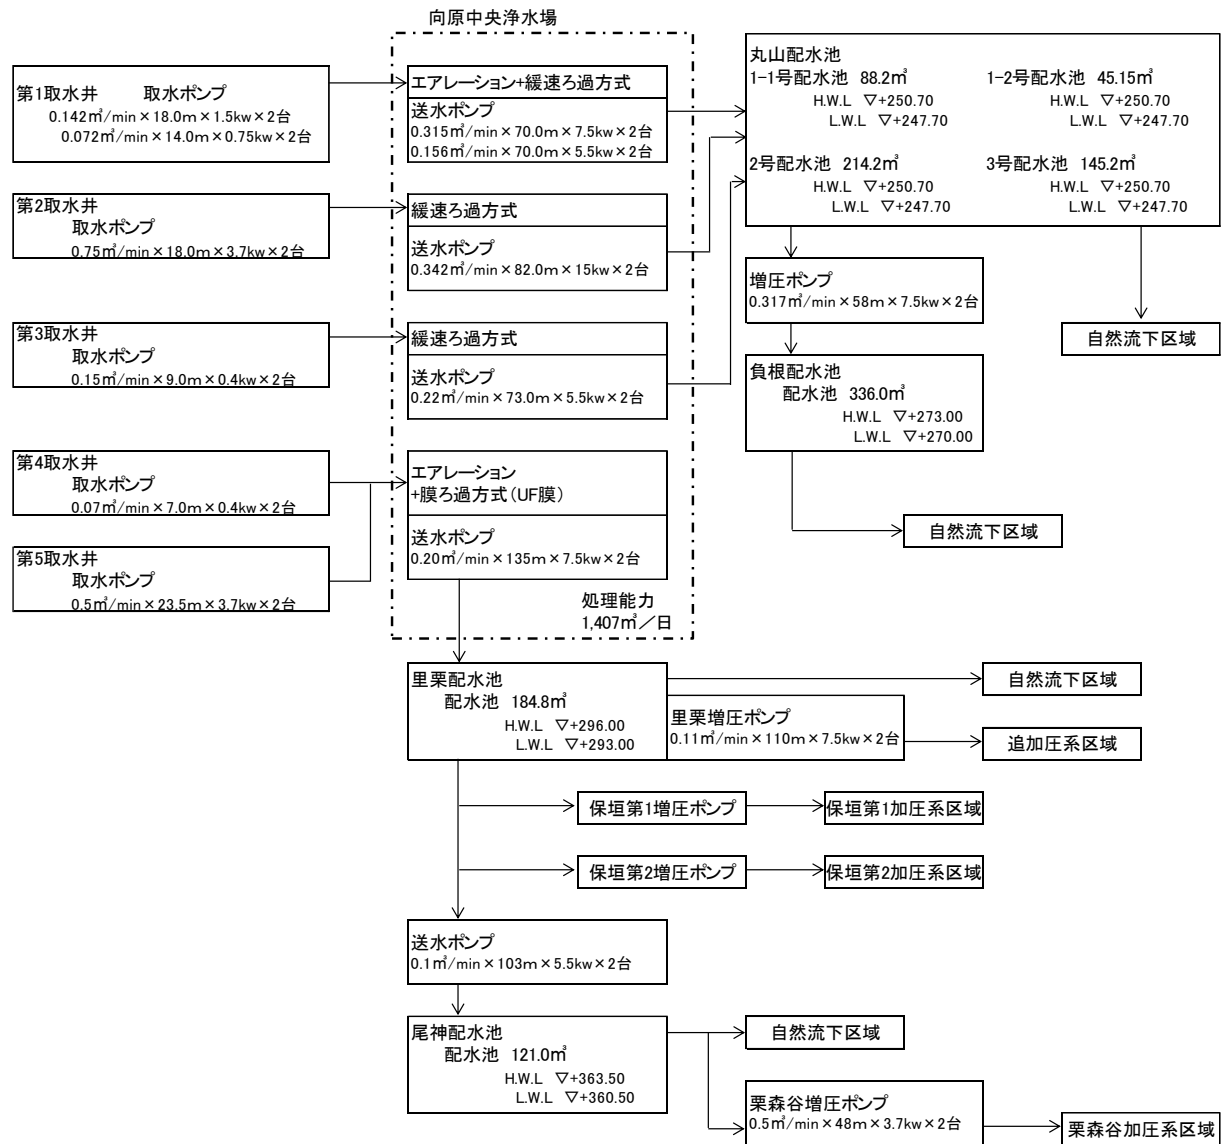 向原中央浄水場
第1取水井 取水ポンプ
0.142㎥/min×18.0m×1.5kw×2台
0.072㎥/min×14.0m×0.75kw×2台
エアレーション+緩速ろ過方式
送水ポンプ
0.315㎥/min×70.0m×7.5kw×2台
0.156㎥/min×70.0m×5.5kw×2台
丸山配水池
1-1号配水池 88.2㎥ 1-2号配水池 45.15㎥
H.W.L ▽+250.70 H.W.L ▽+250.70
L.W.L ▽+247.70 L.W.L ▽+247.70
2号配水池 214.2㎥ 3号配水池 145.2㎥
H.W.L ▽+250.70 H.W.L ▽+250.70
L.W.L ▽+247.70 L.W.L ▽+247.70
第2取水井
取水ポンプ
0.75㎥/min×18.0m×3.7kw×2台
緩速ろ過方式
送水ポンプ
0.342㎥/min×82.0m×15kw×2台
増圧ポンプ
0.317㎥/min×58m×7.5kw×2台
自然流下区域
第3取水井
取水ポンプ
0.15㎥/min×9.0m×0.4kw×2台
緩速ろ過方式
送水ポンプ
0.22㎥/min×73.0m×5.5kw×2台
負根配水池
配水池 336.0㎥
H.W.L ▽+273.00
L.W.L ▽+270.00
自然流下区域
第4取水井
取水ポンプ
0.07㎥/min×7.0m×0.4kw×2台
第5取水井
取水ポンプ
0.5㎥/min×23.5m×3.7kw×2台
エアレーション
+膜ろ過方式(UF膜)
送水ポンプ
0.20㎥/min×135m×7.5kw×2台
処理能力
1,407㎥/日
里栗配水池
配水池 184.8㎥
H.W.L ▽+296.00
L.W.L ▽+293.00
自然流下区域
里栗増圧ポンプ
0.11㎥/min×110m×7.5kw×2台
追加圧系区域
保垣第1増圧ポンプ
保垣第1加圧系区域
保垣第2増圧ポンプ
保垣第2加圧系区域
送水ポンプ
0.1㎥/min×103m×5.5kw×2台
尾神配水池
配水池 121.0㎥
H.W.L ▽+363.50
L.W.L ▽+360.50
自然流下区域
栗森谷増圧ポンプ
0.5㎥/min×48m×3.7kw×2台
栗森谷加圧系区域